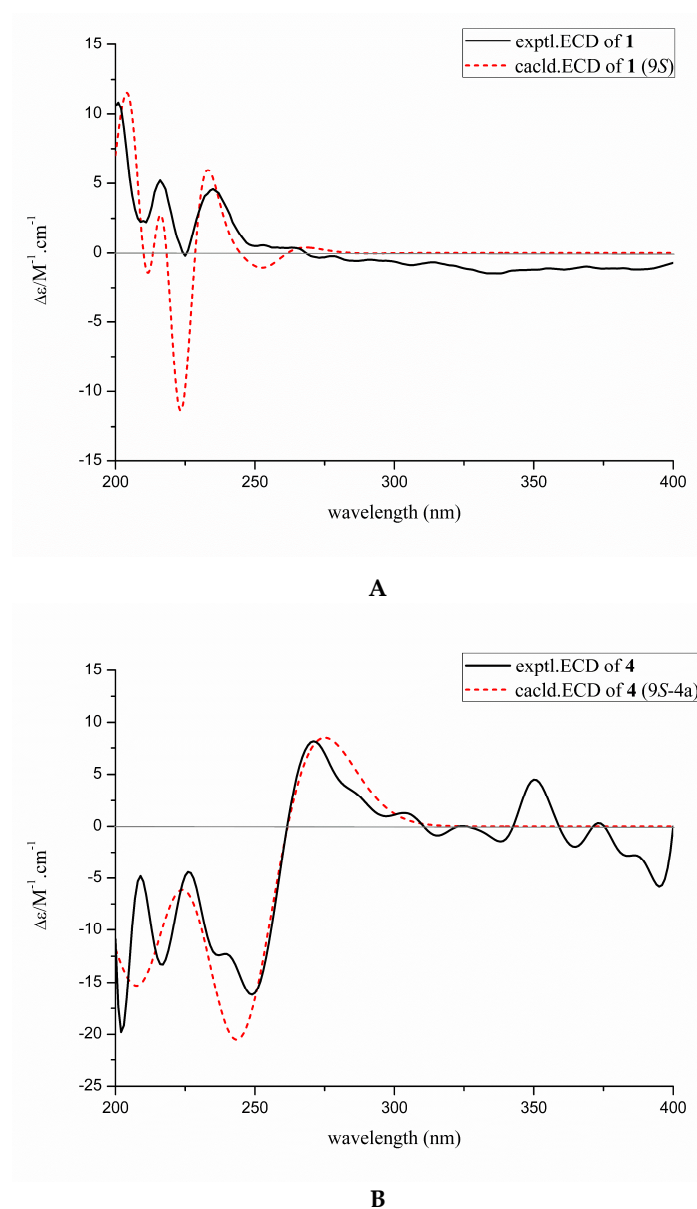 exptl.ECD of 1
cacld.ECD of 1 (9S)
15
10
5
0
-5
-10
-15
Δε/M⁻¹.cm⁻¹
200
250
300
350
400
wavelength (nm)
A
exptl.ECD of 4
cacld.ECD of 4 (9S-4a)
15
10
5
0
-5
-10
-15
-20
-25
Δε/M⁻¹.cm⁻¹
200
250
300
350
400
wavelength (nm)
B